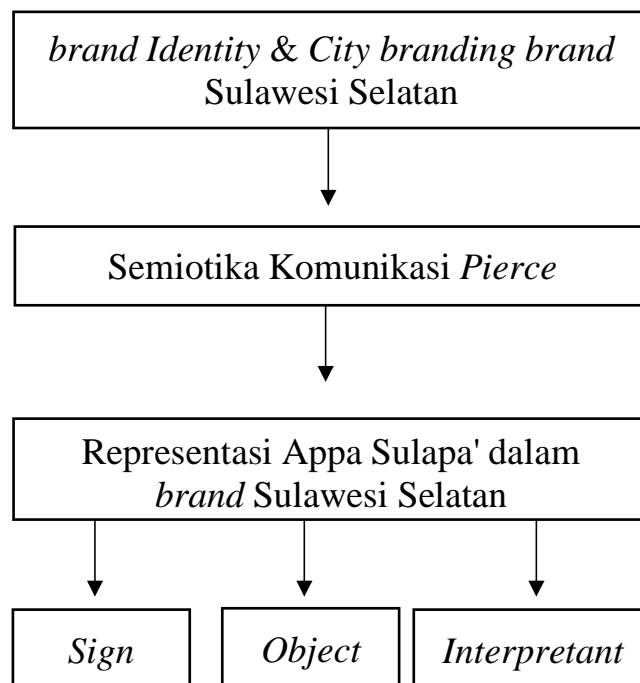 brand Identity & City branding brand
Sulawesi Selatan
Semiotika Komunikasi Pierce
Representasi Appa Sulapa' dalam
brand Sulawesi Selatan
Sign
Object
Interpretant